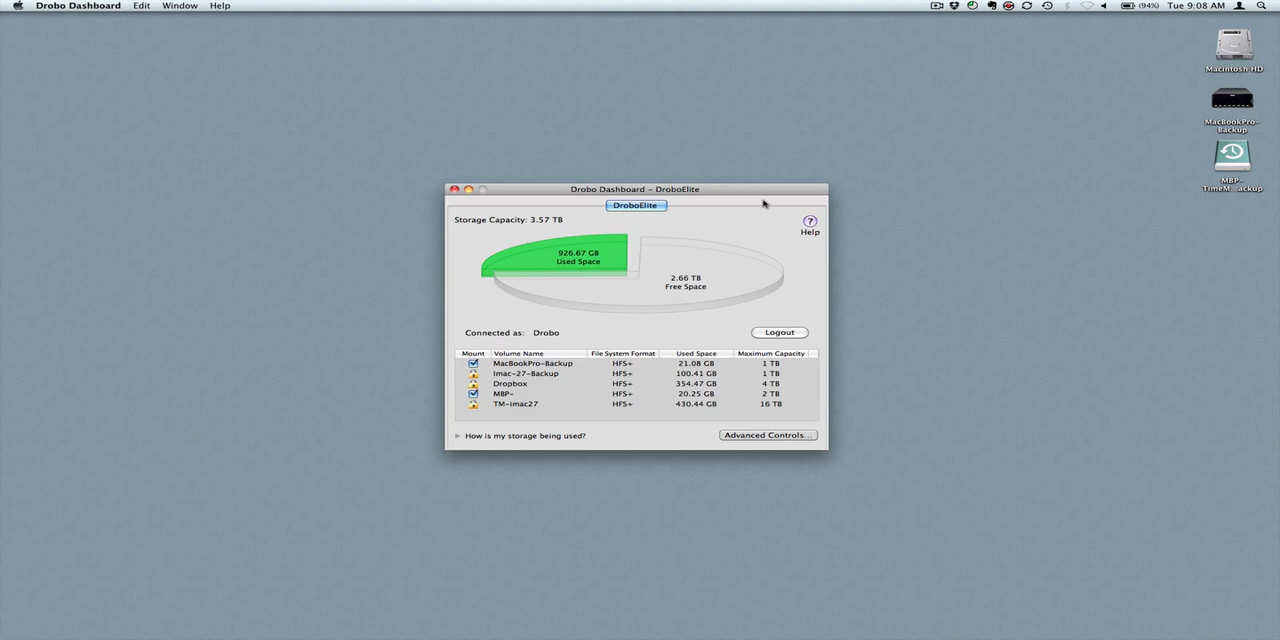 Drobo Dashboard Edit Window Help (94%) Tue 9:08 AM
Macintosh HD
MacBookPro-
Backup
MBP-
TimeM...ackup
Drobo Dashboard - DroboElite
DroboElite
Storage Capacity: 3.57 TB
?
Help
926.67 GB
Used Space
2.66 TB
Free Space
Connected as: Drobo Logout
Mount Volume Name File System Format Used Space Maximum Capacity
MacBookPro-Backup HFS+ 21.08 GB 1 TB
Imac-27-Backup HFS+ 100.41 GB 1 TB
Dropbox HFS+ 354.47 GB 4 TB
MBP- HFS+ 20.25 GB 2 TB
TM-imac27 HFS+ 430.44 GB 16 TB
How is my storage being used? Advanced Controls...